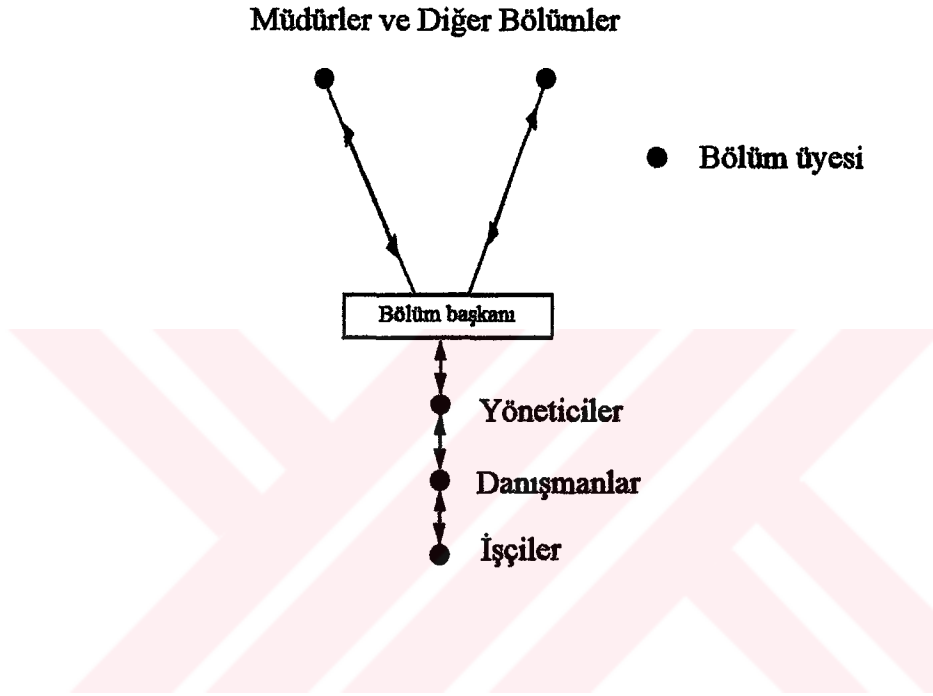 Müdürler ve Diğer Bölümler
Bölüm üyesi
Bölüm başkanı
Yöneticiler
Danışmanlar
İşçiler